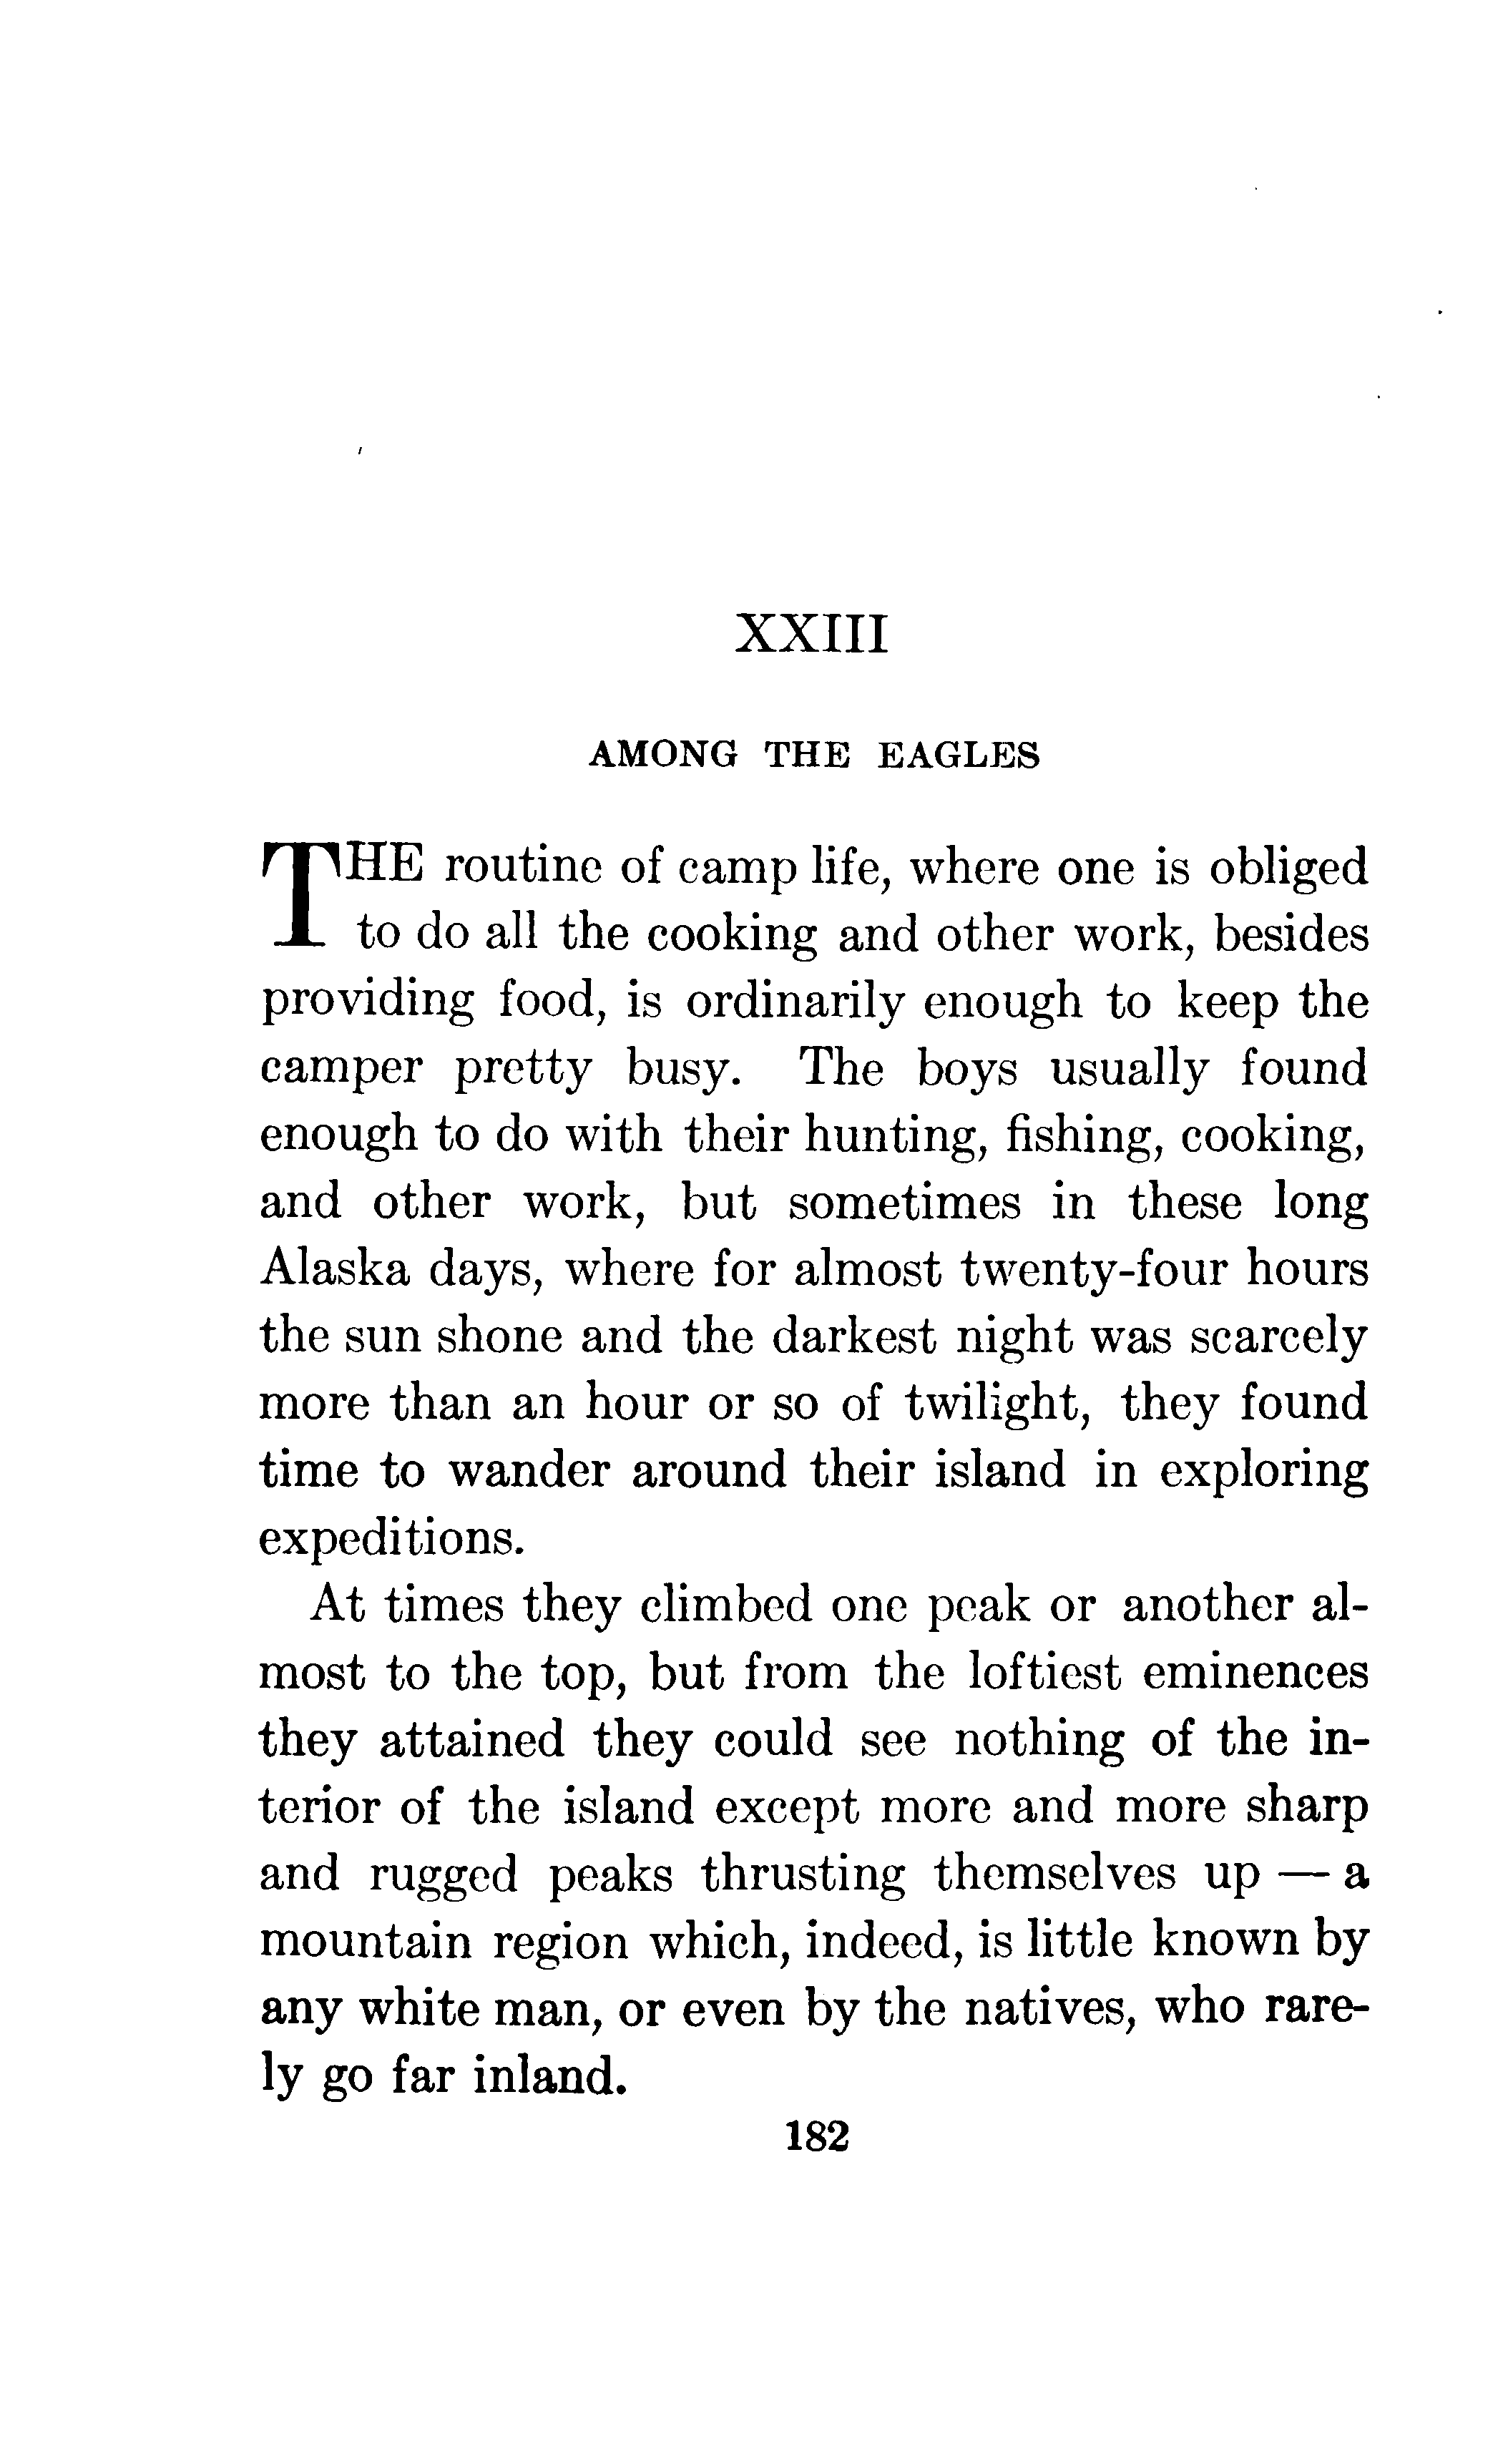 XXIII
AMONG THE EAGLES
THE routine of camp life, where one is obliged
to do all the cooking and other work, besides
providing food, is ordinarily enough to keep the
camper pretty busy. The boys usually found
enough to do with their hunting, fishing, cooking,
and other work, but sometimes in these long
Alaska days, where for almost twenty-four hours
the sun shone and the darkest night was scarcely
more than an hour or so of twilight, they found
time to wander around their island in exploring
expeditions.
At times they climbed one peak or another al-
most to the top, but from the loftiest eminences
they attained they could see nothing of the in-
terior of the island except more and more sharp
and rugged peaks thrusting themselves up — a
mountain region which, indeed, is little known by
any white man, or even by the natives, who rare-
ly go far inland.
182